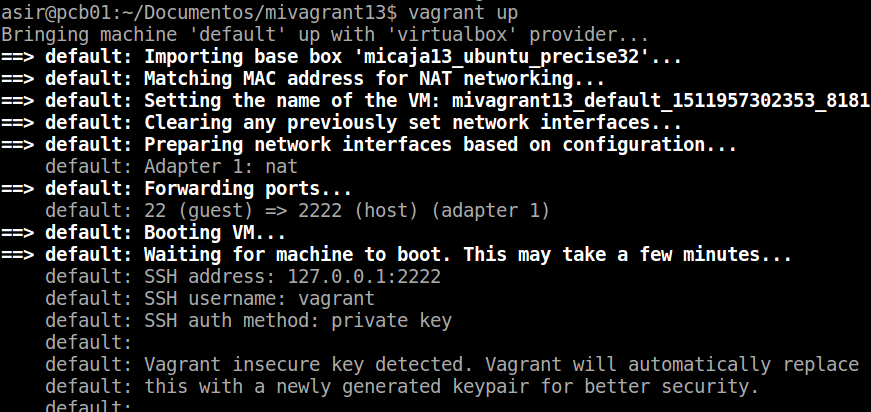 asir@pcb01:~/Documentos/mivagrant13$ vagrant up
Bringing machine 'default' up with 'virtualbox' provider...
==> default: Importing base box 'micaja13_ubuntu_precise32'...
==> default: Matching MAC address for NAT networking...
==> default: Setting the name of the VM: mivagrant13_default_1511957302353_8181
==> default: Clearing any previously set network interfaces...
==> default: Preparing network interfaces based on configuration...
    default: Adapter 1: nat
==> default: Forwarding ports...
    default: 22 (guest) => 2222 (host) (adapter 1)
==> default: Booting VM...
==> default: Waiting for machine to boot. This may take a few minutes...
    default: SSH address: 127.0.0.1:2222
    default: SSH username: vagrant
    default: SSH auth method: private key
    default:
    default: Vagrant insecure key detected. Vagrant will automatically replace
    default: this with a newly generated keypair for better security.
    default: